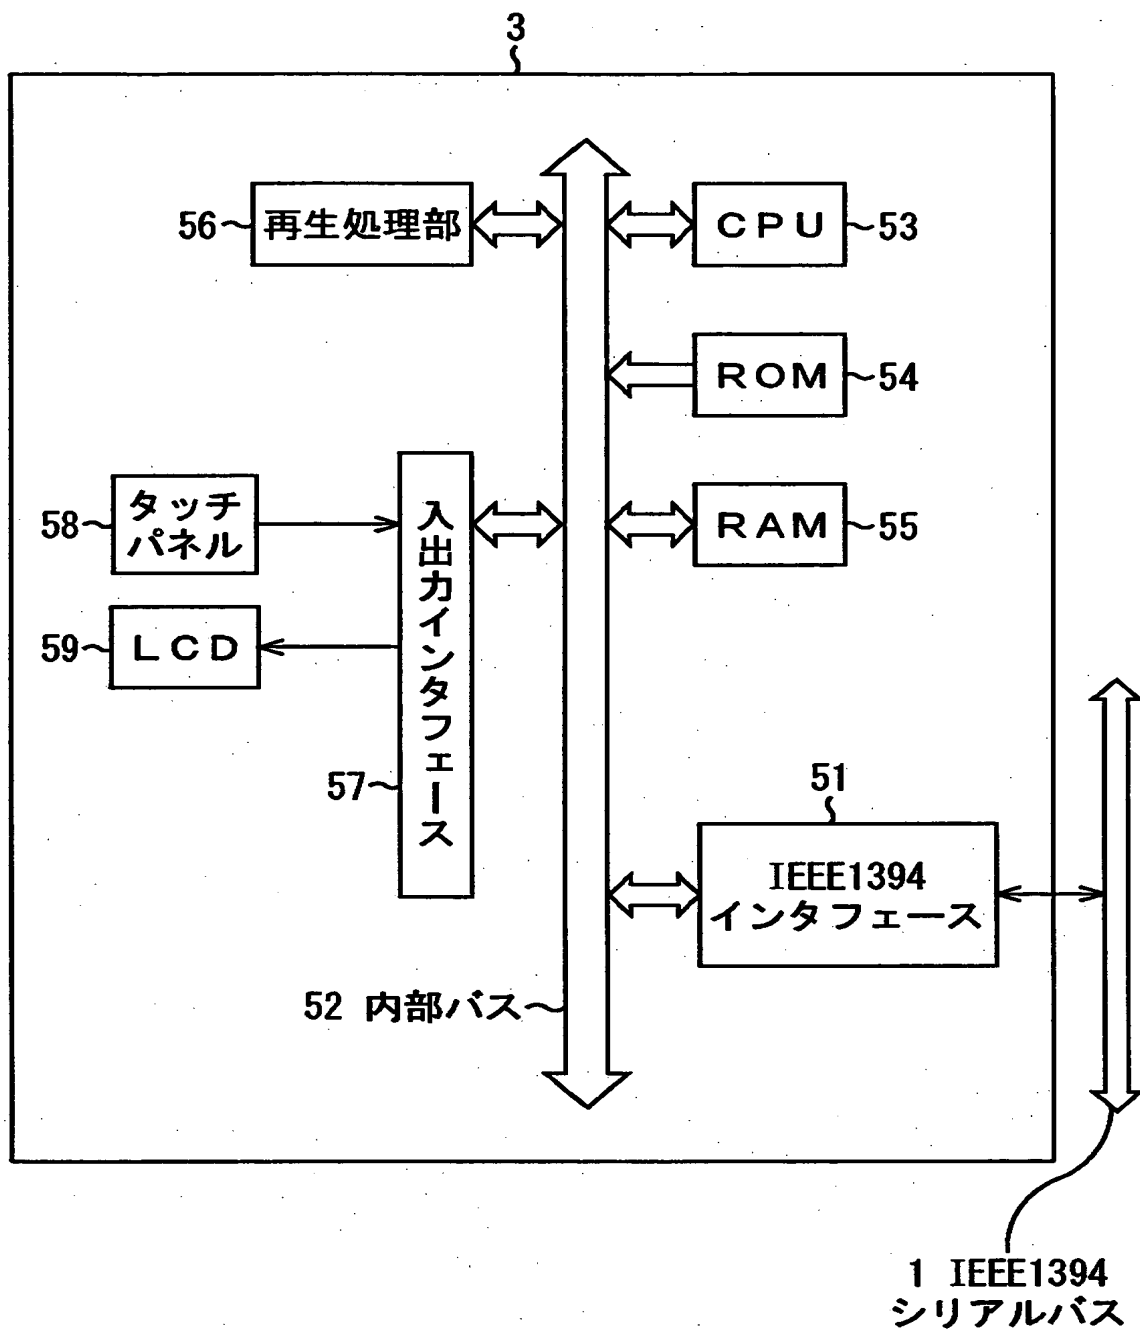 3
56 再生処理部
CPU 53
ROM 54
58 タッチ
パネル
入出力インタフェース
RAM 55
59 LCD
57
51
IEEE1394
インタフェース
52 内部バス
1 IEEE1394
シリアルバス